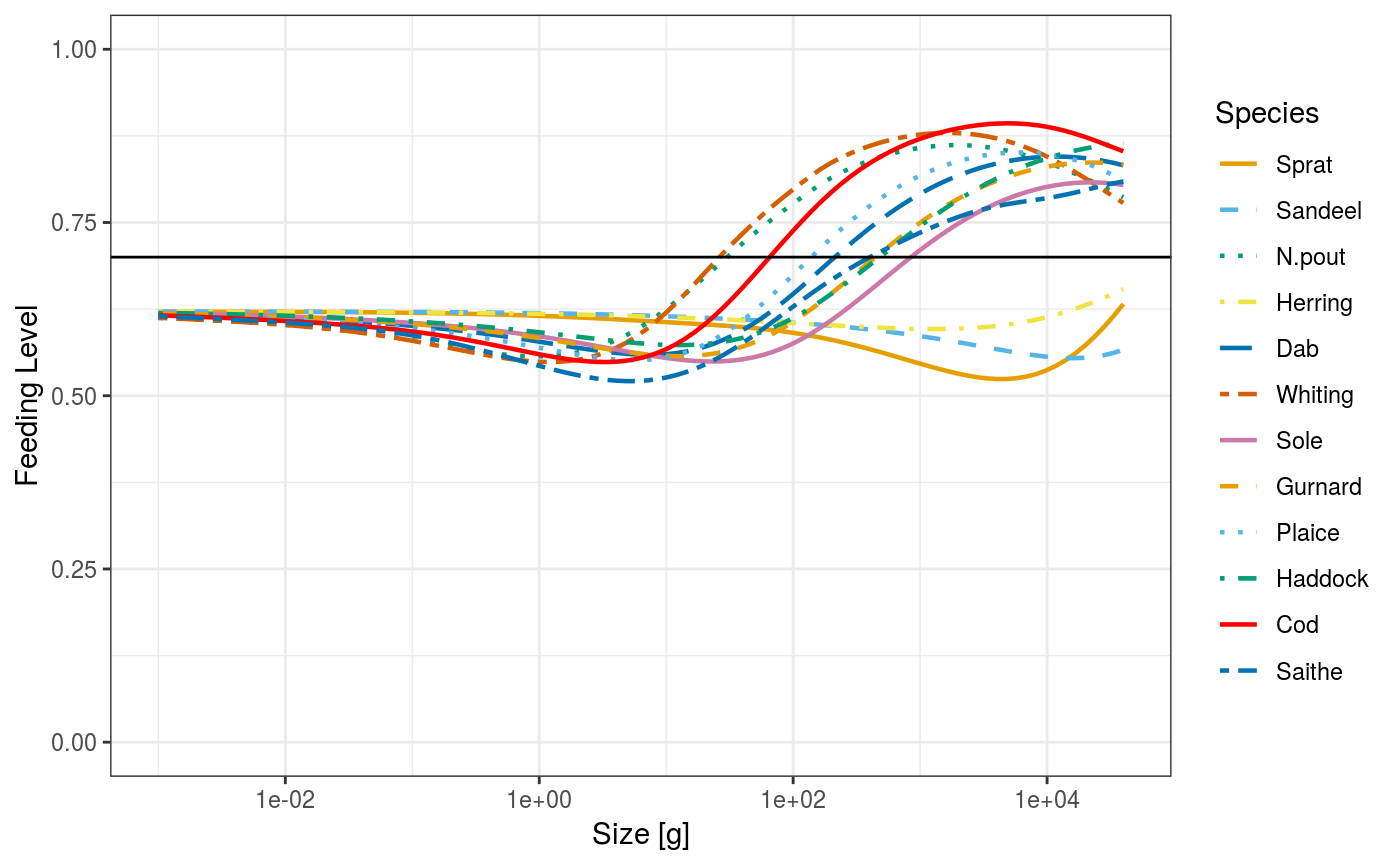 Feeding Level
1.00
0.75
0.50
0.25
0.00
1e-02
1e+00
1e+02
1e+04
Size [g]
Species
Sprat
Sandeel
N.pout
Herring
Dab
Whiting
Sole
Gurnard
Plaice
Haddock
Cod
Saithe